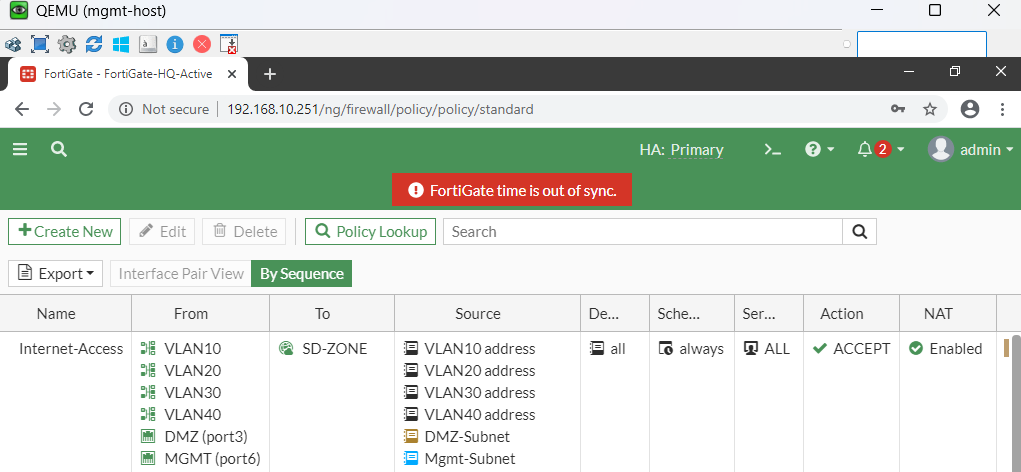 QEMU (mgmt-host)
FortiGate - FortiGate-HQ-Active
Not secure 192.168.10.251/ng/firewall/policy/policy/standard
HA: Primary >_ 2 admin
FortiGate time is out of sync.
Create New Edit Delete Policy Lookup Search
Export Interface Pair View By Sequence
Name From To Source De... Sche... Ser... Action NAT
Internet-Access VLAN10 SD-ZONE VLAN10 address all always ALL ACCEPT Enabled
VLAN20 VLAN20 address
VLAN30 VLAN30 address
VLAN40 VLAN40 address
DMZ (port3) DMZ-Subnet
MGMT (port6) Mgmt-Subnet